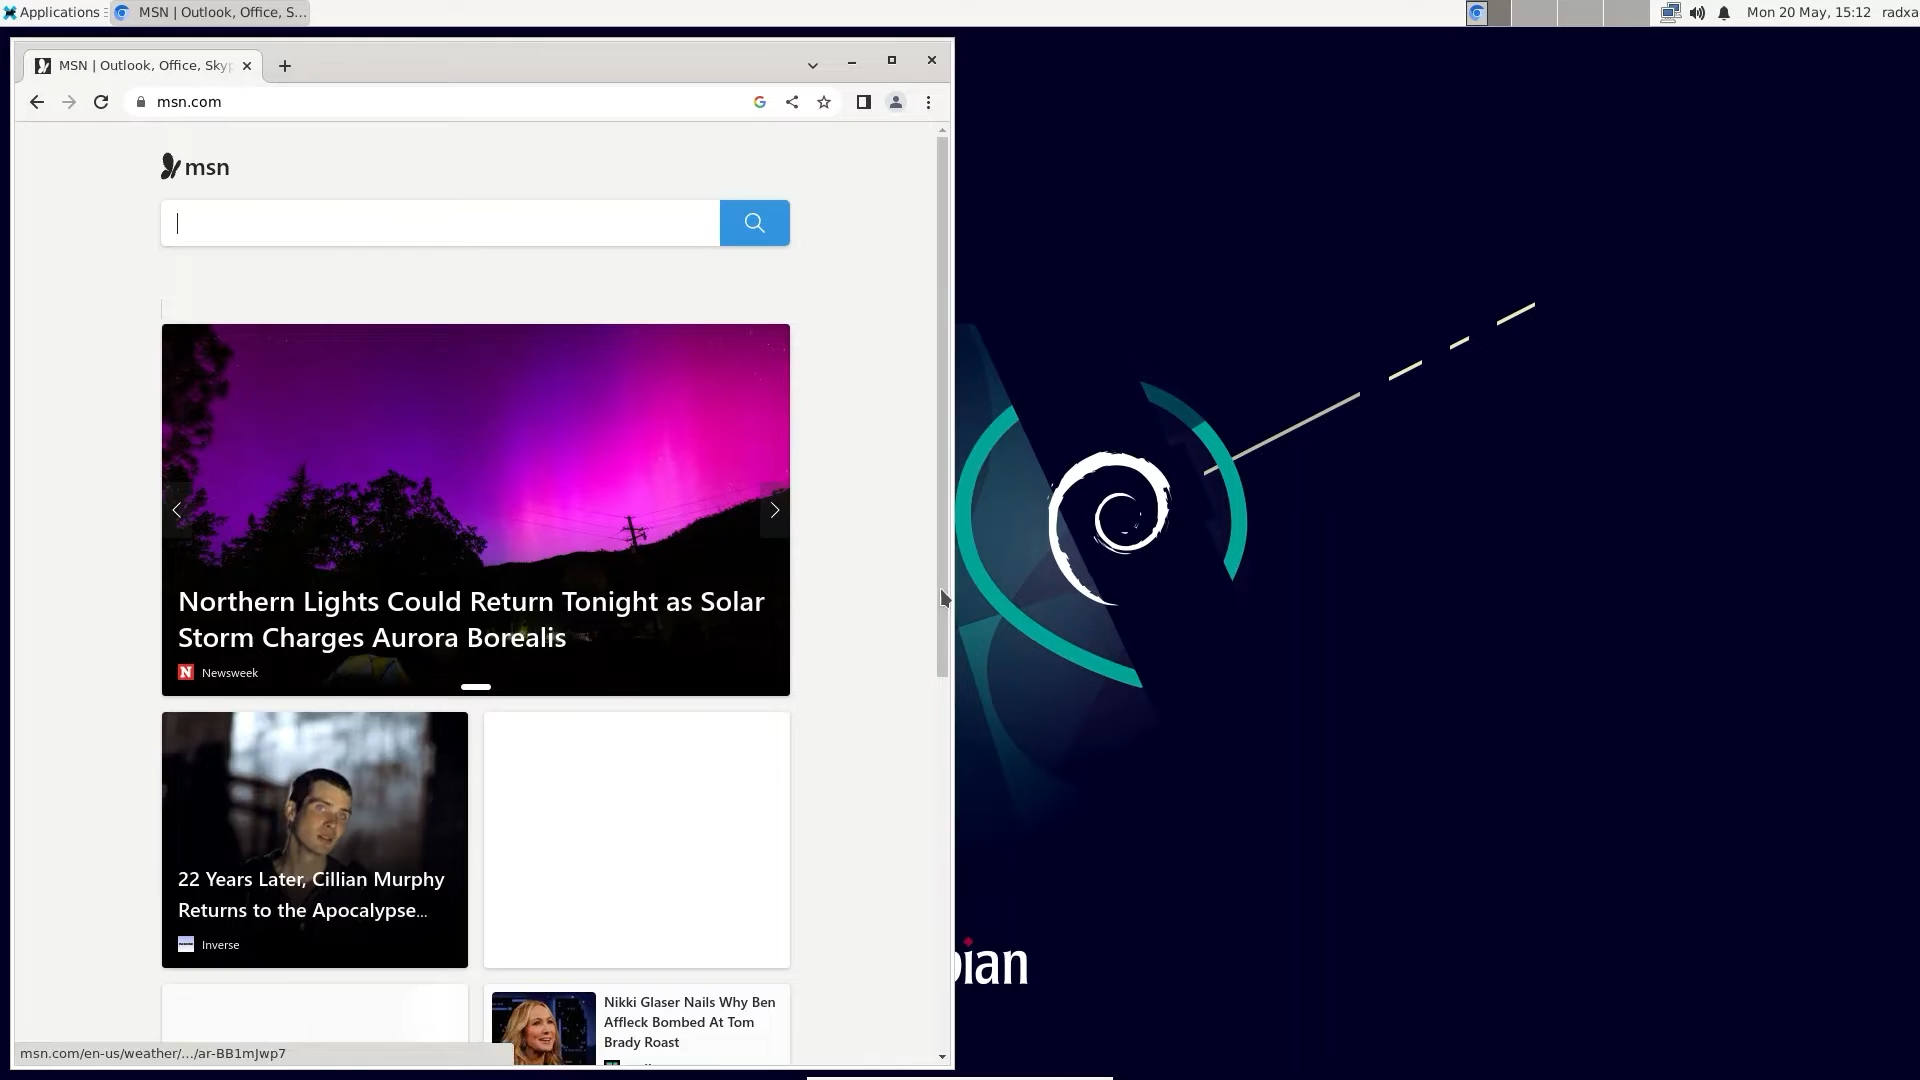 Applications
MSN | Outlook, Office, S...
Mon 20 May, 15:12
radxa
MSN | Outlook, Office, Skyp
msn.com
msn
Northern Lights Could Return Tonight as Solar
Storm Charges Aurora Borealis
N Newsweek
22 Years Later, Cillian Murphy
Returns to the Apocalypse...
Inverse
Nikki Glaser Nails Why Ben
Affleck Bombed At Tom
Brady Roast
msn.com/en-us/weather/.../ar-BB1mJwp7